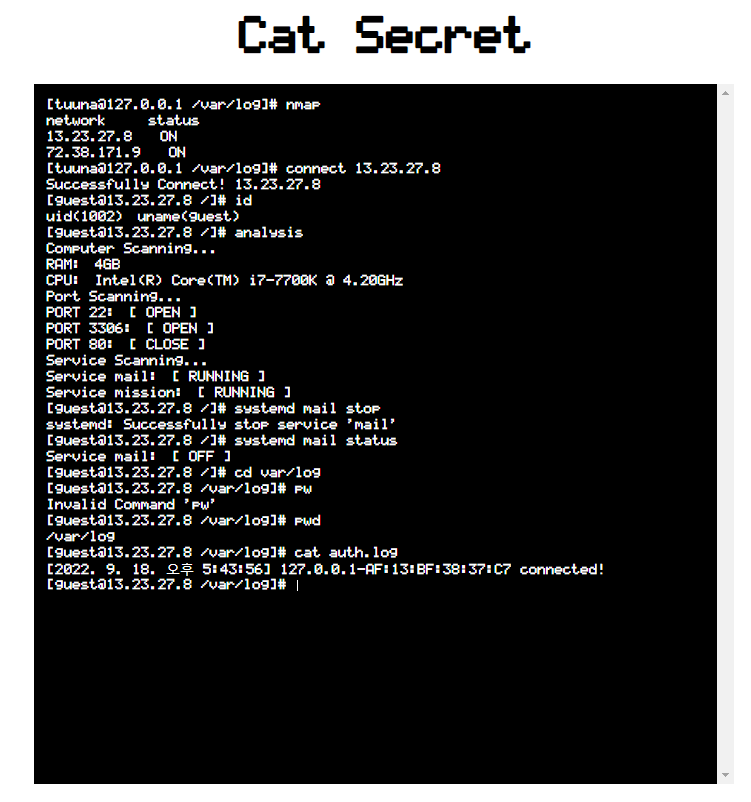 Cat Secret
[tuuna@127.0.0.1 /var/log]# nmap
network status
13.23.27.8 ON
72.38.171.9 ON
[tuuna@127.0.0.1 /var/log]# connect 13.23.27.8
Successfully Connect! 13.23.27.8
[guest@13.23.27.8 /]# id
uid(1002) uname(guest)
[guest@13.23.27.8 /]# analysis
Computer Scanning...
RAM: 4GB
CPU: Intel(R) Core(TM) i7-7700K @ 4.20GHz
Port Scanning...
PORT 22: [ OPEN ]
PORT 3306: [ OPEN ]
PORT 80: [ CLOSE ]
Service Scanning...
Service mail: [ RUNNING ]
Service mission: [ RUNNING ]
[guest@13.23.27.8 /]# systemd mail stop
systemd: Successfully stop service 'mail'
[guest@13.23.27.8 /]# systemd mail status
Service mail: [ OFF ]
[guest@13.23.27.8 /]# cd var/log
[guest@13.23.27.8 /var/log]# pw
Invalid Command 'pw'
[guest@13.23.27.8 /var/log]# pwd
/var/log
[guest@13.23.27.8 /var/log]# cat auth.log
[2022. 9. 18. 오후 5:43:56] 127.0.0.1-AF:13:BF:38:37:C7 connected!
[guest@13.23.27.8 /var/log]#